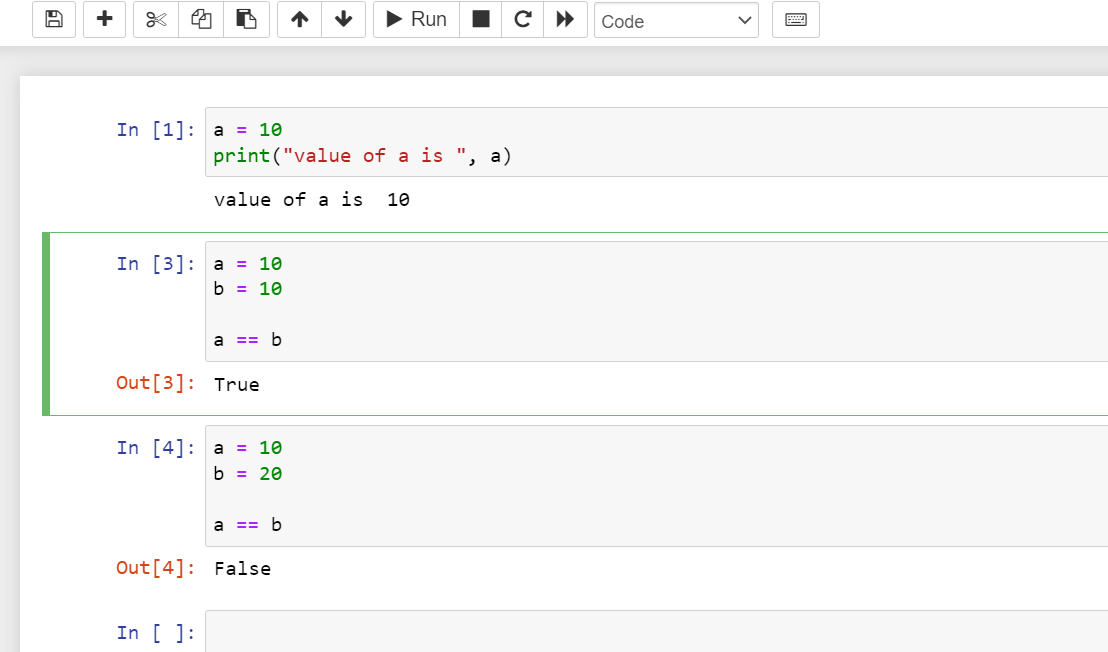 Run Code
In [1]: a = 10
print("value of a is ", a)
value of a is  10
In [3]: a = 10
b = 10
a == b
Out[3]: True
In [4]: a = 10
b = 20
a == b
Out[4]: False
In [ ]: